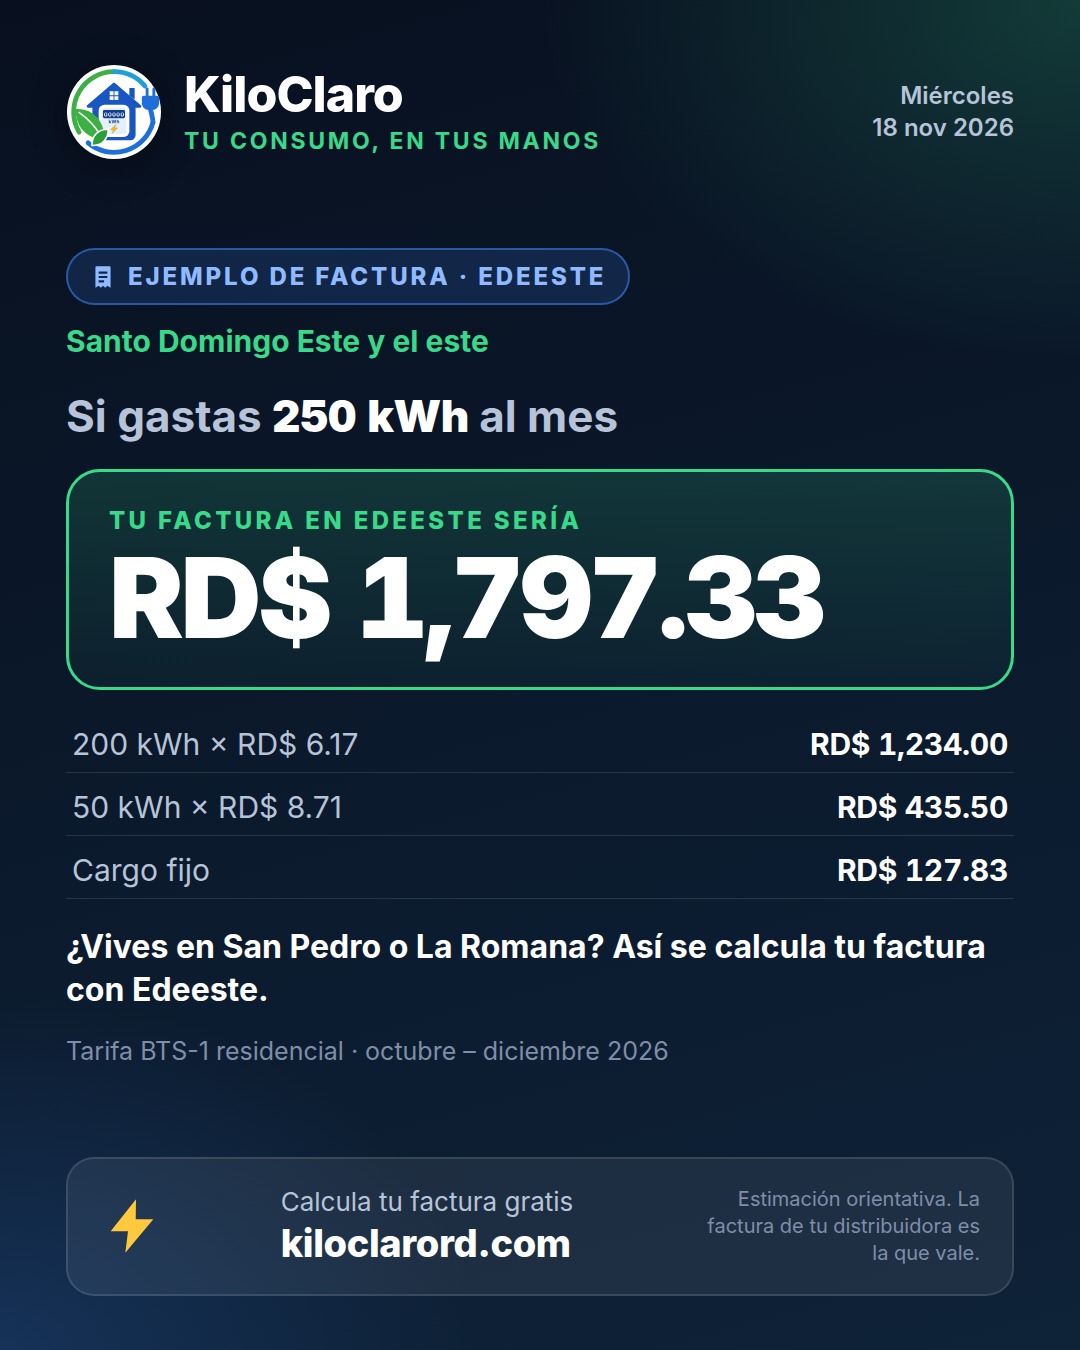 KiloClaro
TU CONSUMO, EN TUS MANOS
Miércoles
18 nov 2026
EJEMPLO DE FACTURA · EDEESTE
Santo Domingo Este y el este
Si gastas 250 kWh al mes
TU FACTURA EN EDEESTE SERÍA
RD$ 1,797.33
200 kWh × RD$ 6.17 RD$ 1,234.00
50 kWh × RD$ 8.71 RD$ 435.50
Cargo fijo RD$ 127.83
¿Vives en San Pedro o La Romana? Así se calcula tu factura
con Edeeste.
Tarifa BTS-1 residencial · octubre – diciembre 2026
Calcula tu factura gratis
kiloclarord.com
Estimación orientativa. La
factura de tu distribuidora es
la que vale.